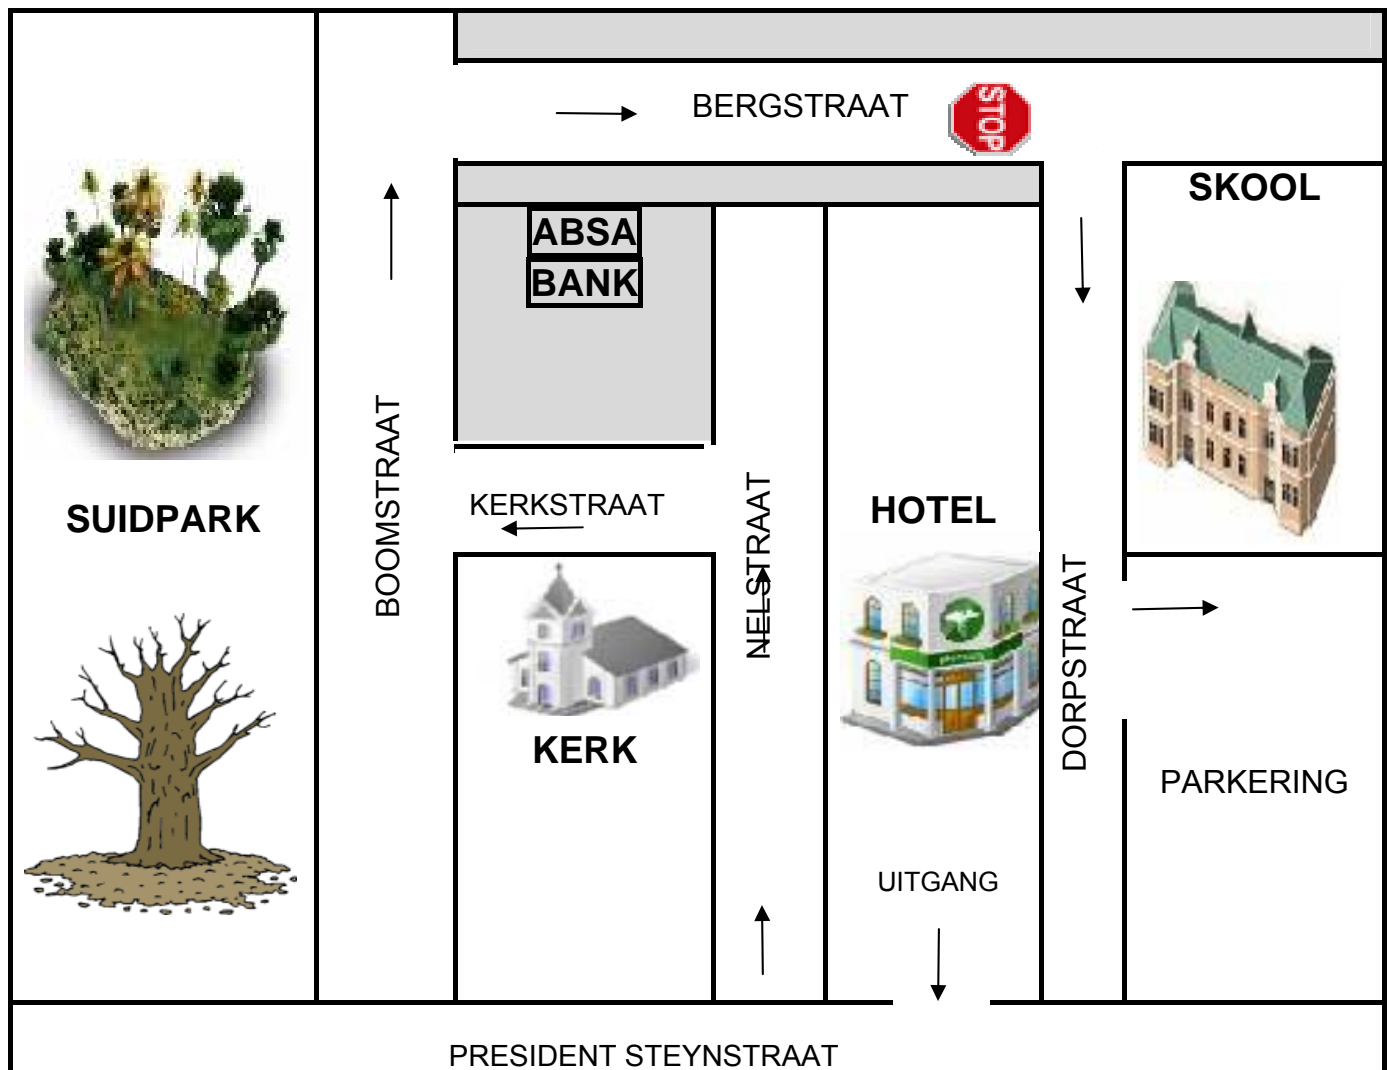 BERGSTRAAT
STOP
SKOOL
ABSA
BANK
BOOMSTRAAT
KERKSTRAAT
NELSTRAAT
HOTEL
SUIDPARK
DORPSTRAAT
KERK
PARKERING
UITGANG
PRESIDENT STEYNSTRAAT